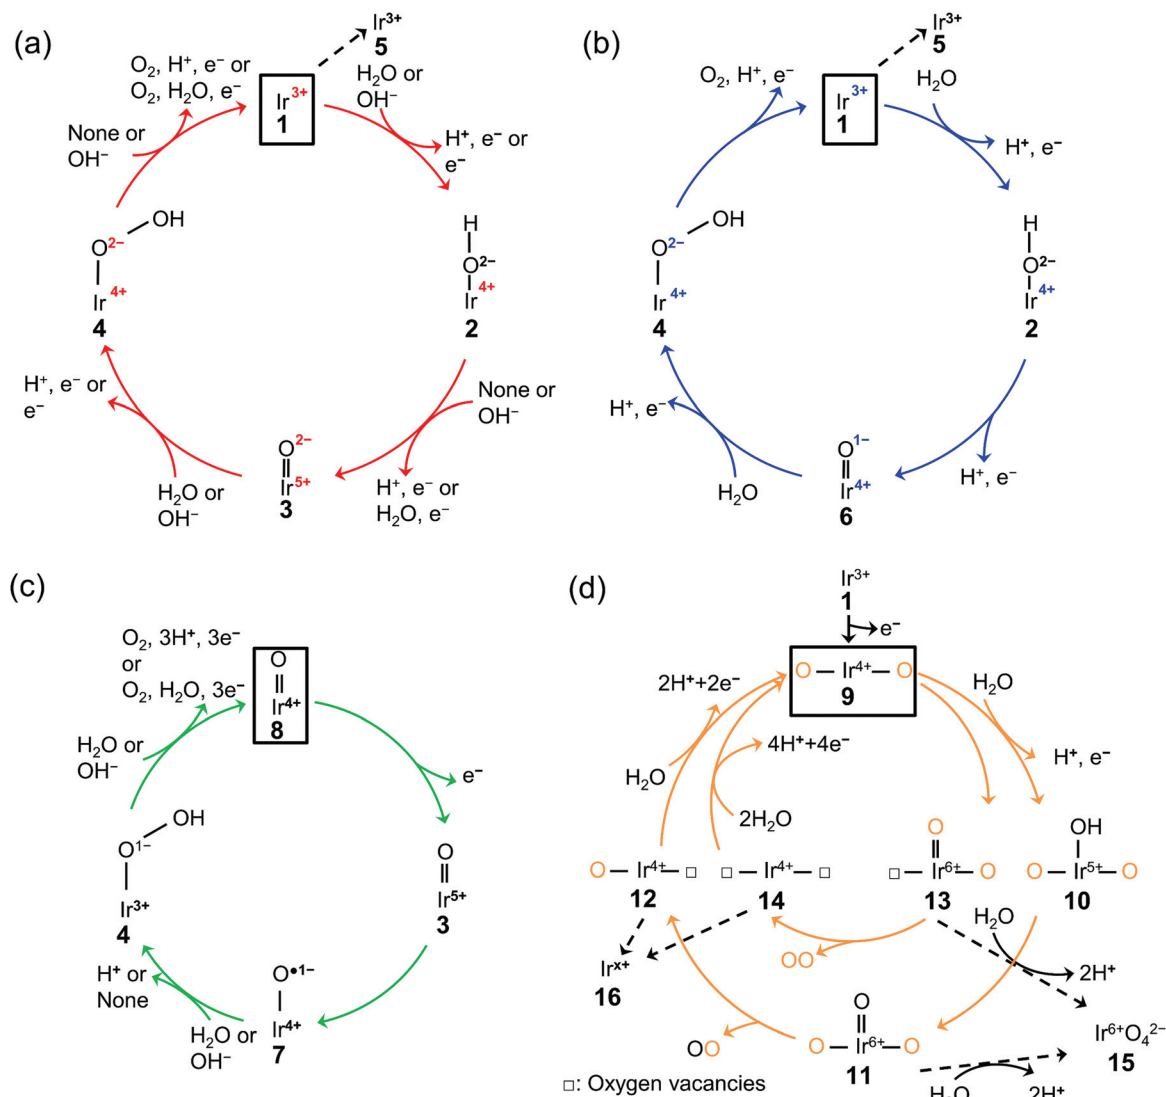 (a)
Ir³⁺
5
O₂, H⁺, e⁻ or
O₂, H₂O, e⁻
Ir³⁺
1
H₂O or
OH⁻
None or
OH⁻
H⁺, e⁻ or
e⁻
OH
O²⁻
Ir⁴⁺
4
H
O²⁻
Ir⁴⁺
2
H⁺, e⁻ or
e⁻
None or
OH⁻
O²⁻
Ir⁵⁺
3
H₂O or
OH⁻
H⁺, e⁻ or
H₂O, e⁻
(b)
Ir³⁺
5
O₂, H⁺, e⁻
Ir³⁺
1
H₂O
H⁺, e⁻
OH
O²⁻
Ir⁴⁺
4
H
O²⁻
Ir⁴⁺
2
H⁺, e⁻
O¹⁻
Ir⁴⁺
6
H₂O
H⁺, e⁻
(c)
O₂, 3H⁺, 3e⁻
or
O₂, H₂O, 3e⁻
O
Ir⁴⁺
8
H₂O or
OH⁻
e⁻
OH
O¹⁻
Ir³⁺
4
O
Ir⁵⁺
3
H⁺ or
None
O•¹⁻
Ir⁴⁺
7
H₂O or
OH⁻
(d)
Ir³⁺
1
e⁻
O Ir⁴⁺ O
9
2H⁺+2e⁻
H₂O
4H⁺+4e⁻
H₂O
2H₂O
H⁺, e⁻
O Ir⁴⁺
12
Ir⁴⁺
14
O
Ir⁶⁺ O
13
OH
O Ir⁵⁺ O
10
H₂O
OO
2H⁺
Irˣ⁺
16
OO
O
O Ir⁶⁺ O
11
Ir⁶⁺O₄²⁻
15
H₂O
2H⁺
□: Oxygen vacancies